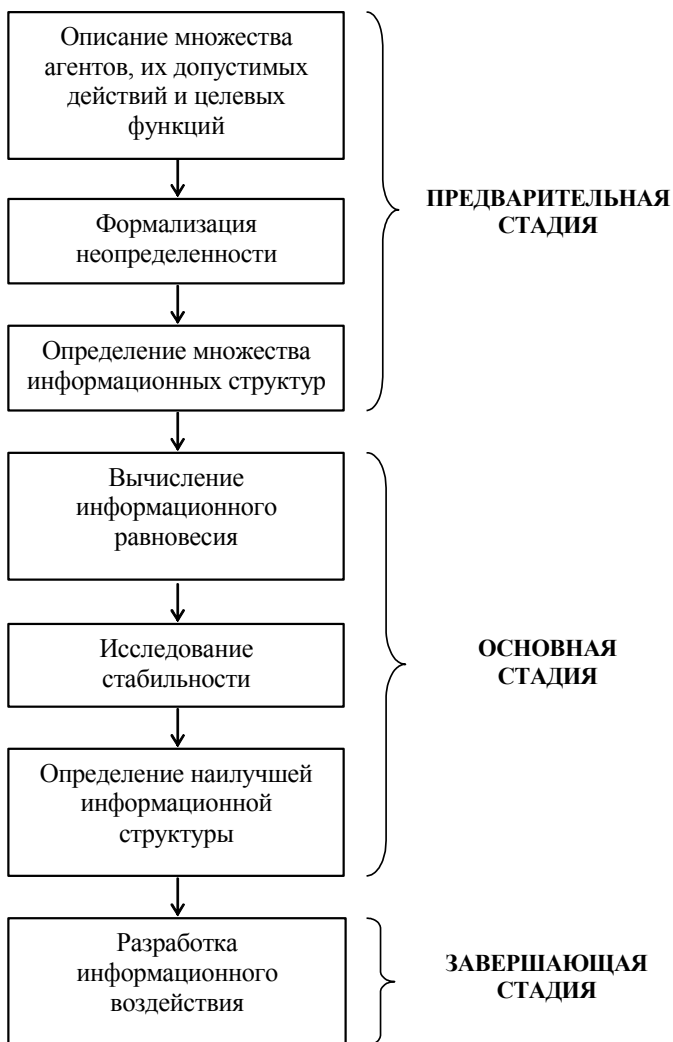 Описание множества
агентов, их допустимых
действий и целевых
функций
Формализация
неопределенности
Определение множества
информационных структур
ПРЕДВАРИТЕЛЬНАЯ
СТАДИЯ
Вычисление
информационного
равновесия
Исследование
стабильности
Определение наилучшей
информационной
структуры
ОСНОВНАЯ
СТАДИЯ
Разработка
информационного
воздействия
ЗАВЕРШАЮЩАЯ
СТАДИЯ